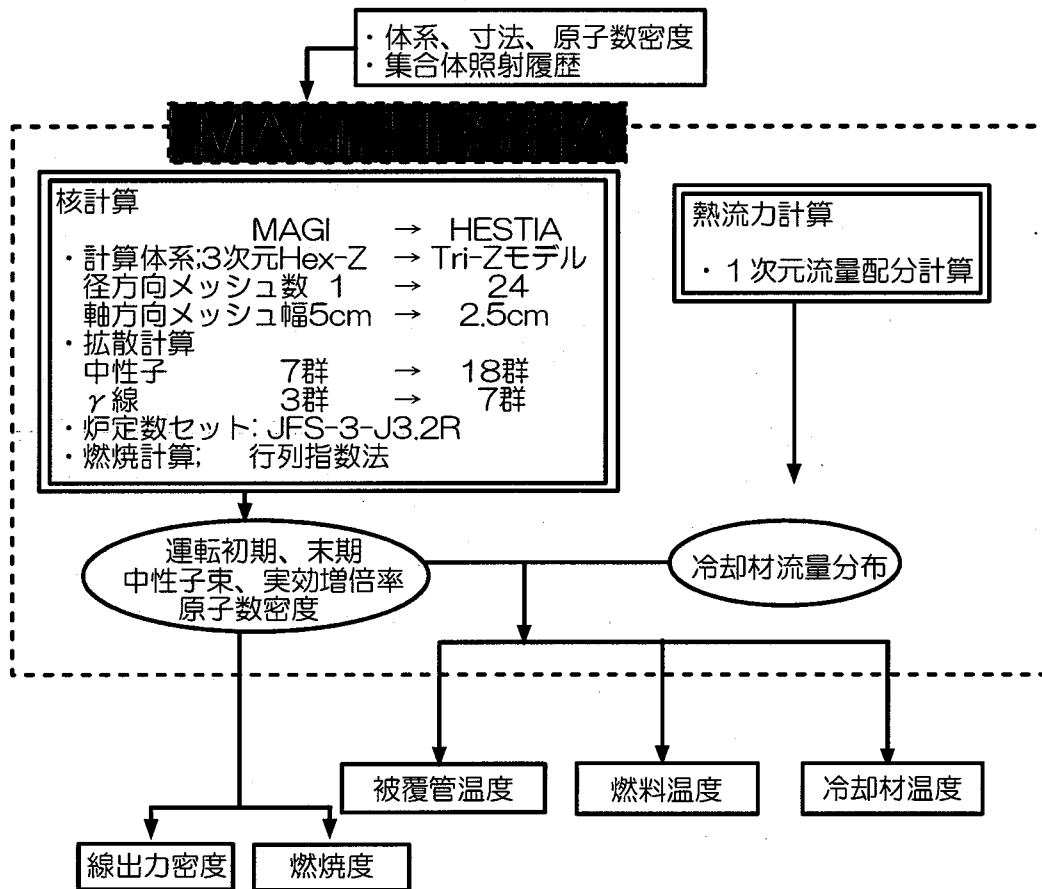 ・体系、寸法、原子数密度
・集合体照射履歴
核計算
MAGI → HESTIA
・計算体系;3次元Hex-Z → Tri-Zモデル
径方向メッシュ数 1 → 24
軸方向メッシュ幅5cm → 2.5cm
・拡散計算
中性子 7群 → 18群
γ線 3群 → 7群
・炉定数セット: JFS-3-J3.2R
・燃焼計算; 行列指数法
熱流力計算
・1次元流量配分計算
運転初期、末期
中性子束、実効増倍率
原子数密度
冷却材流量分布
被覆管温度
燃料温度
冷却材温度
線出力密度
燃焼度